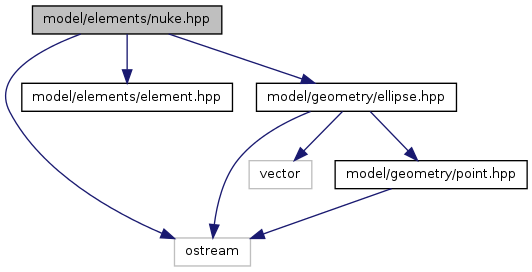 model/elements/nuke.hpp
model/elements/element.hpp
model/geometry/ellipse.hpp
vector
model/geometry/point.hpp
ostream